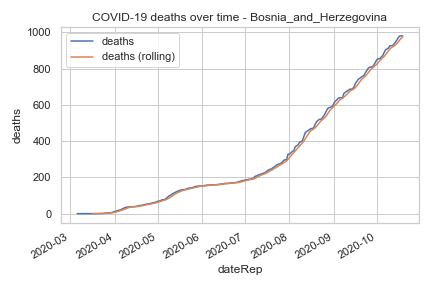 COVID-19 deaths over time - Bosnia_and_Herzegovina
deaths
deaths (rolling)
1000
800
600
400
200
0
deaths
2020-03
2020-04
2020-05
2020-06
2020-07
2020-08
2020-09
2020-10
dateRep